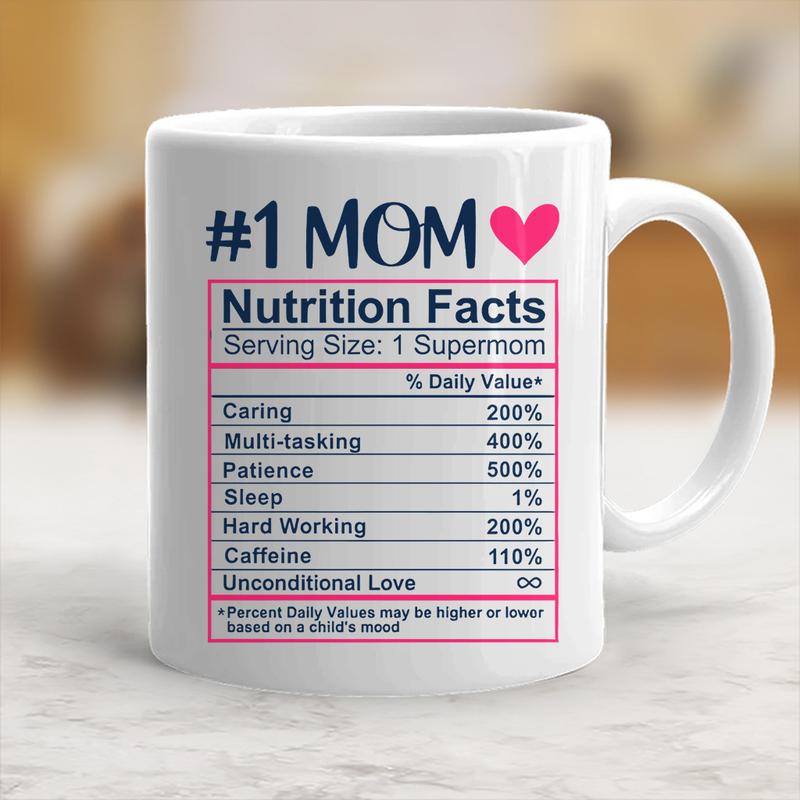 #1 MOM
Nutrition Facts
Serving Size: 1 Supermom
% Daily Value*
Caring 200%
Multi-tasking 400%
Patience 500%
Sleep 1%
Hard Working 200%
Caffeine 110%
Unconditional Love ∞
*Percent Daily Values may be higher or lower
based on a child's mood